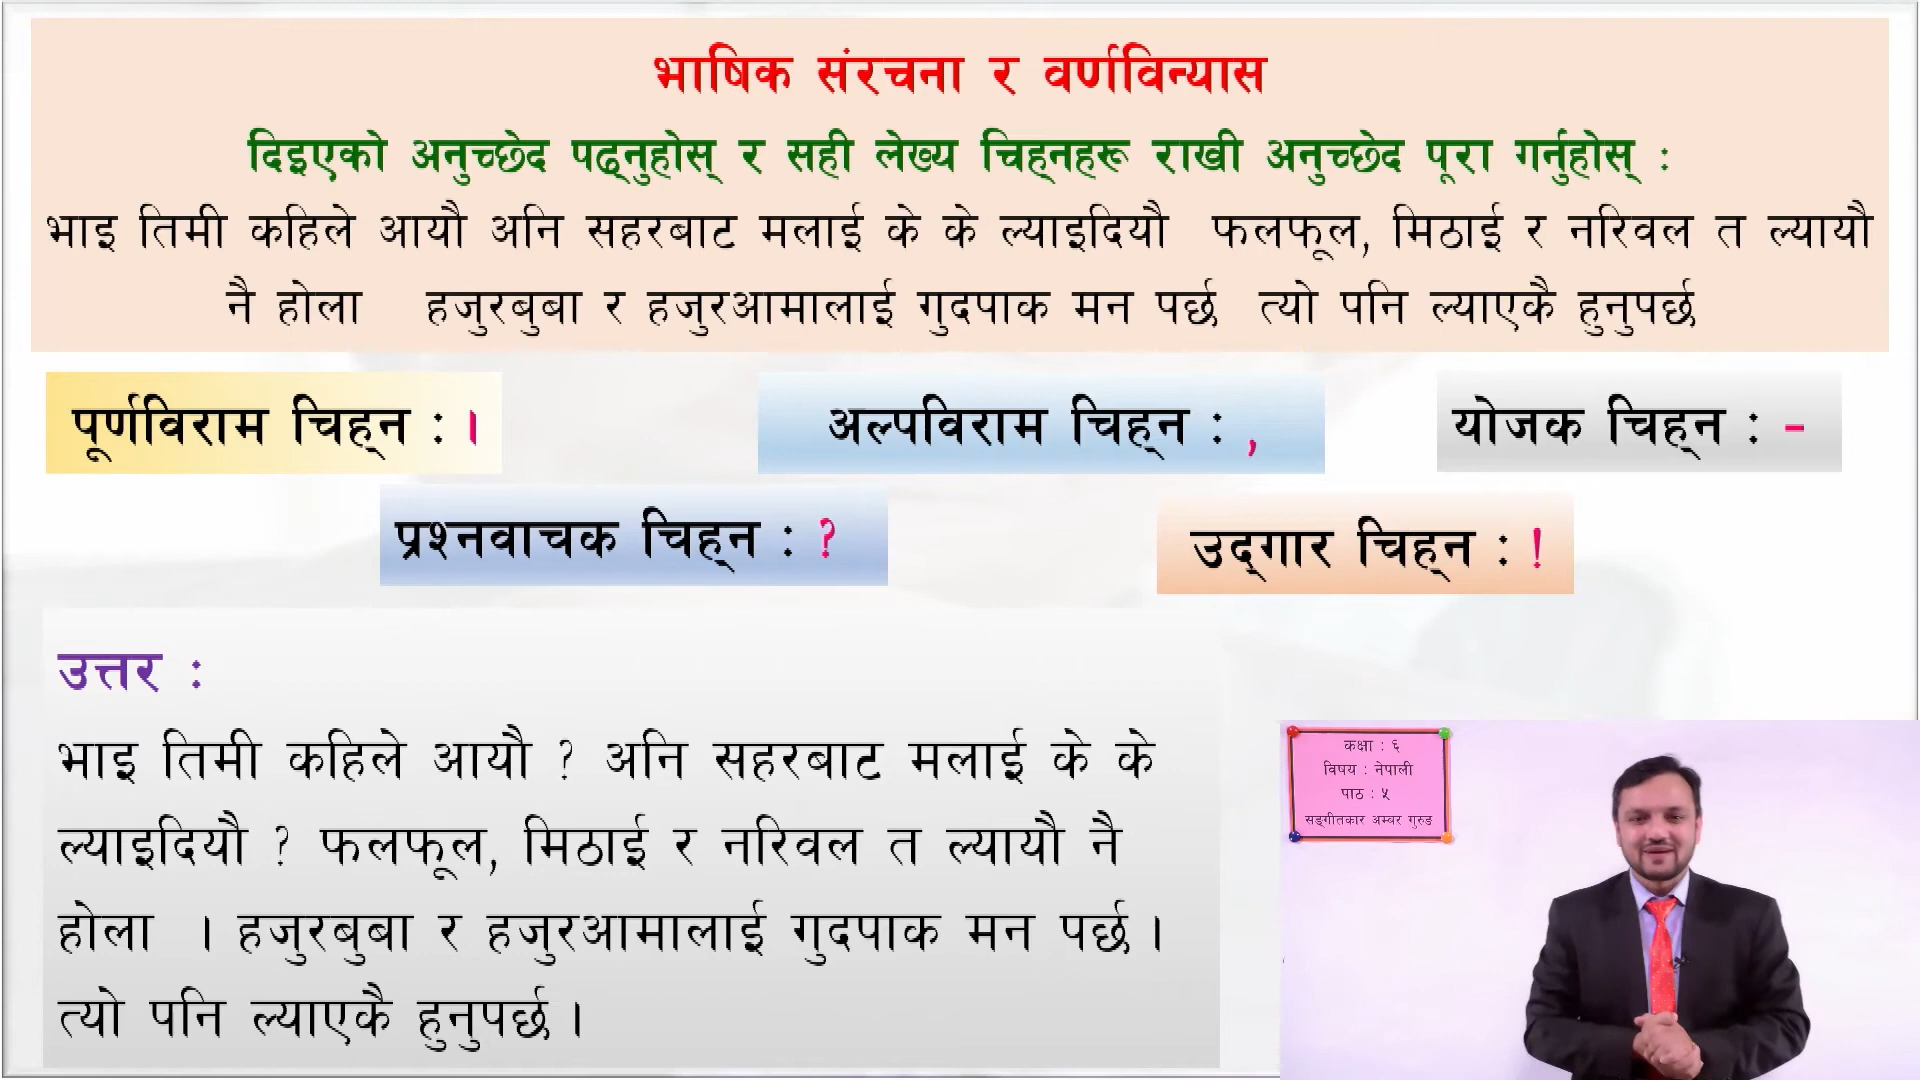 भाषिक संरचना र वर्णविन्यास
दिइएको अनुच्छेद पढ्नुहोस् र सही लेख्य चिह्नहरू राखी अनुच्छेद पूरा गर्नुहोस् :
भाइ तिमी कहिले आयौ अनि सहरबाट मलाई के के ल्याइदियौ फलफूल, मिठाई र नरिवल त ल्यायौ
नै होला हजुरबुबा र हजुरआमालाई गुदपाक मन पर्छ त्यो पनि ल्याएकै हुनुपर्छ
पूर्णविराम चिह्न : ।
अल्पविराम चिह्न : ,
योजक चिह्न : -
प्रश्नवाचक चिह्न : ?
उद्गार चिह्न : !
उत्तर :
भाइ तिमी कहिले आयौ ? अनि सहरबाट मलाई के के
ल्याइदियौ ? फलफूल, मिठाई र नरिवल त ल्यायौ नै
होला । हजुरबुबा र हजुरआमालाई गुदपाक मन पर्छ ।
त्यो पनि ल्याएकै हुनुपर्छ ।
कक्षा : ६
विषय : नेपाली
पाठ : ५
सङ्गीतकार अम्बर गुरुङ